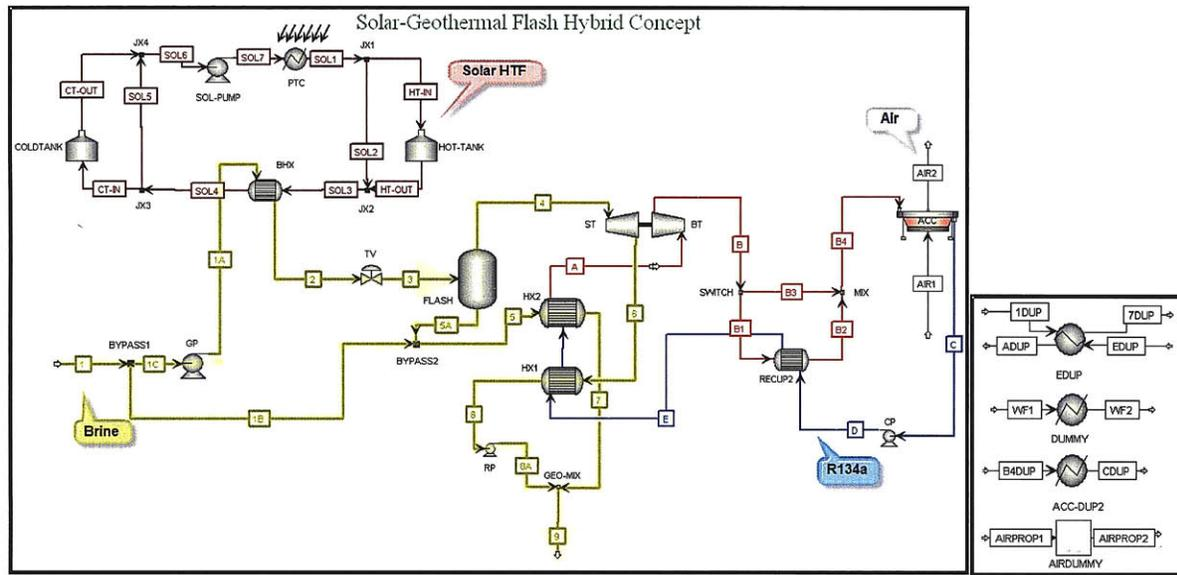 Solar-Geothermal Flash Hybrid Concept
JX4
SOL6
SOL7
SOL1
JX1
PTC
SOL-PUMP
Solar HTF
CT-OUT
SOL5
HT-IN
Air
COLDTANK
SOL2
HOT-TANK
BHX
AIR2
CT-IN
SOL4
SOL3
HT-OUT
JX3
JX2
4
ST
BT
B
B4
ACC
1A
TV
A
2
3
FLASH
SWITCH
B3
MIX
AIR1
HX2
5A
5
6
B1
B2
C
1DUP
7DUP
BYPASS1
GP
BYPASS2
ADUP
EDUP
1
1C
HX1
RECUP2
EDUP
7
1B
8
E
D
CP
WF1
WF2
Brine
DUMMY
RP
8A
GEO-MIX
R134a
B4DUP
CDUP
ACC-DUP2
9
AIRPROP1
AIRPROP2
AIRDUMMY